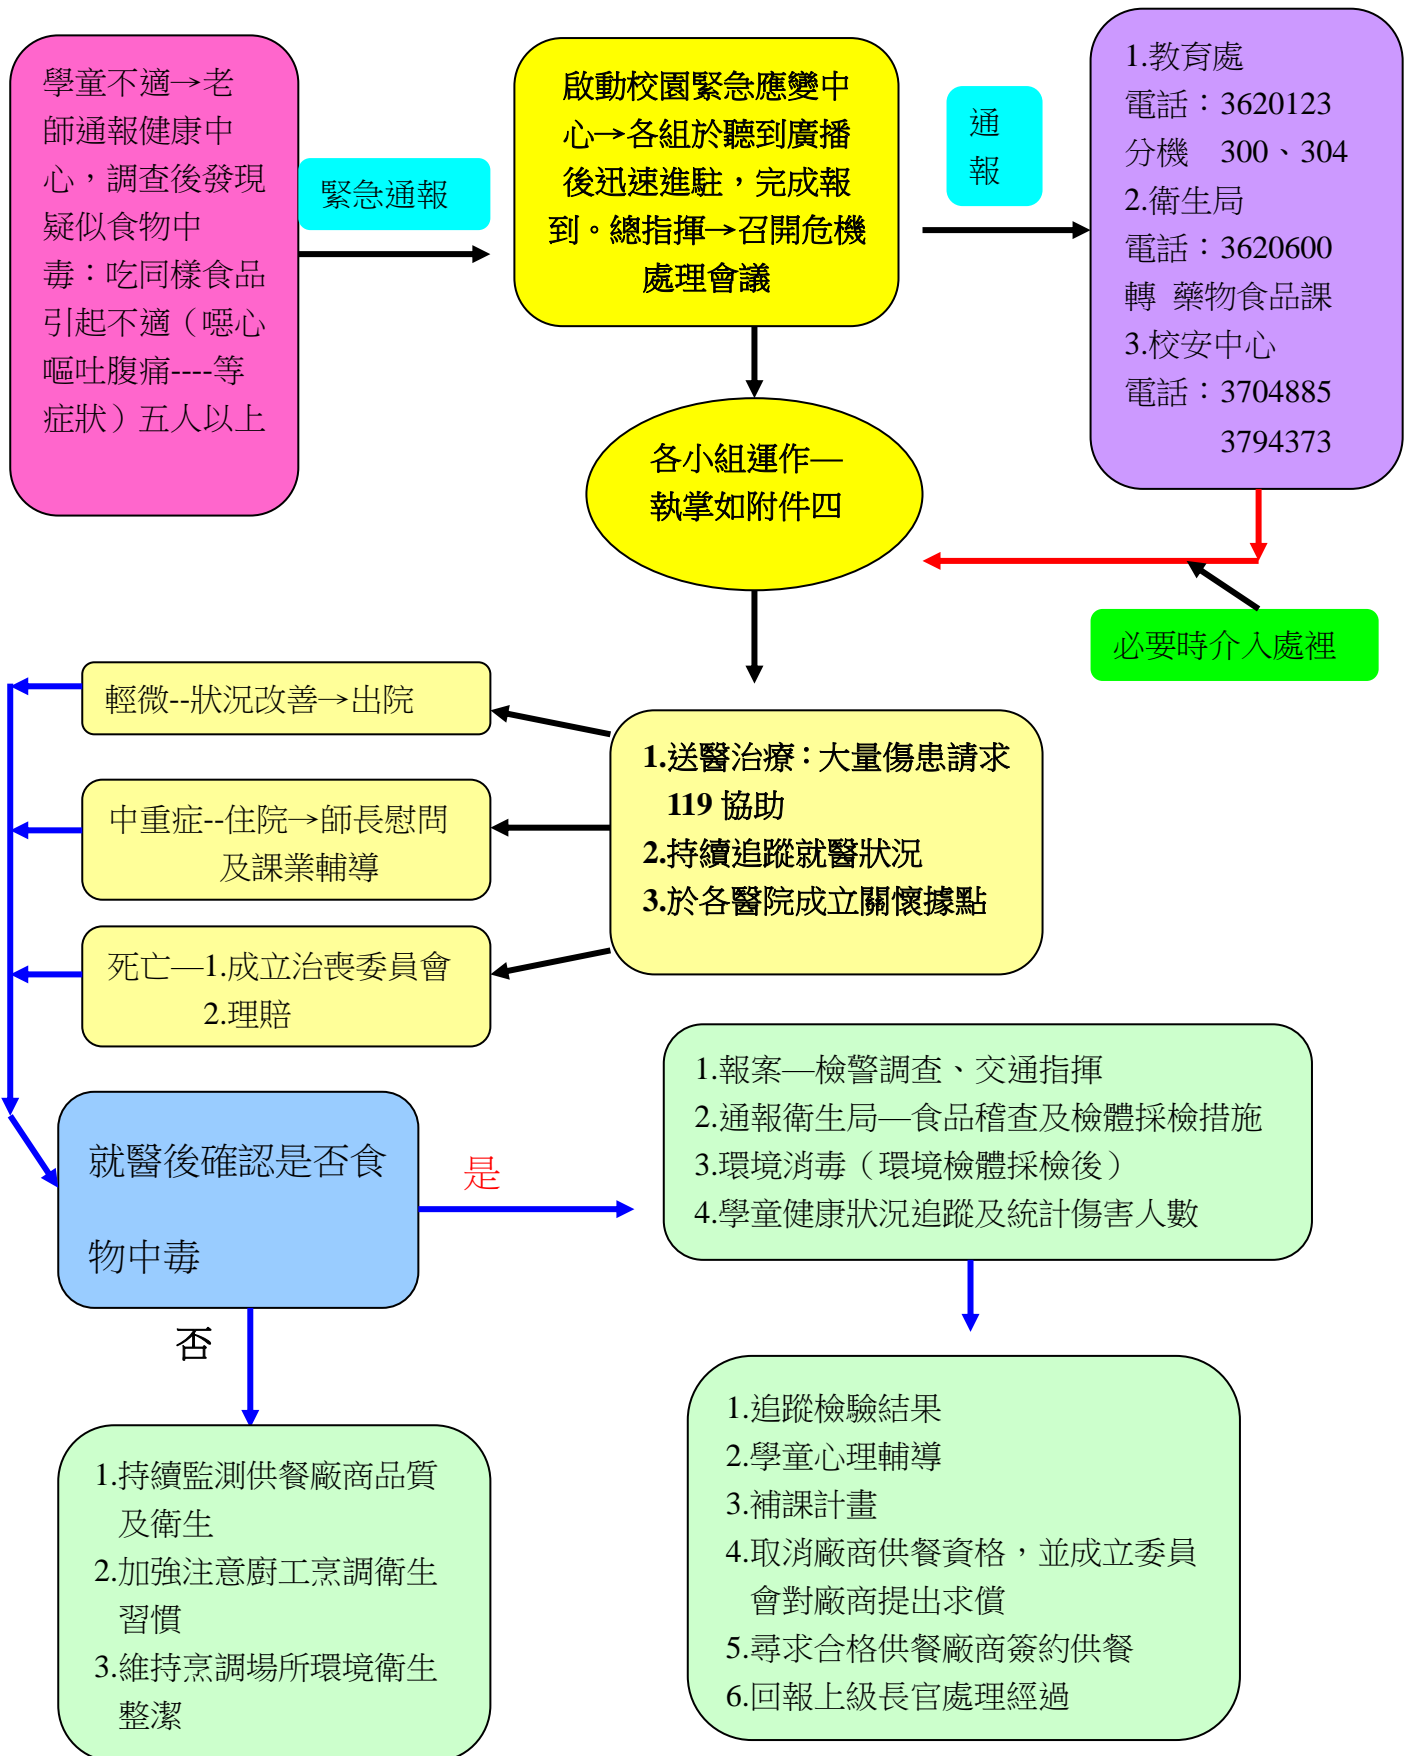 學童不適→老
師通報健康中
心，調查後發現
疑似食物中
毒：吃同樣食品
引起不適（噁心
嘔吐腹痛----等
症狀）五人以上
緊急通報
啟動校園緊急應變中
心→各組於聽到廣播
後迅速進駐，完成報
到。總指揮→召開危機
處理會議
通
報
1.教育處
電話：3620123
分機 300、304
2.衛生局
電話：3620600
轉 藥物食品課
3.校安中心
電話：3704885
3794373
各小組運作—
執掌如附件四
必要時介入處裡
輕微--狀況改善→出院
中重症--住院→師長慰問
及課業輔導
死亡—1.成立治喪委員會
2.理賠
1.送醫治療：大量傷患請求
119 協助
2.持續追蹤就醫狀況
3.於各醫院成立關懷據點
就醫後確認是否食
物中毒
是
1.報案—檢警調查、交通指揮
2.通報衛生局—食品稽查及檢體採檢措施
3.環境消毒（環境檢體採檢後）
4.學童健康狀況追蹤及統計傷害人數
否
1.持續監測供餐廠商品質
及衛生
2.加強注意廚工烹調衛生
習慣
3.維持烹調場所環境衛生
整潔
1.追蹤檢驗結果
2.學童心理輔導
3.補課計畫
4.取消廠商供餐資格，並成立委員
會對廠商提出求償
5.尋求合格供餐廠商簽約供餐
6.回報上級長官處理經過